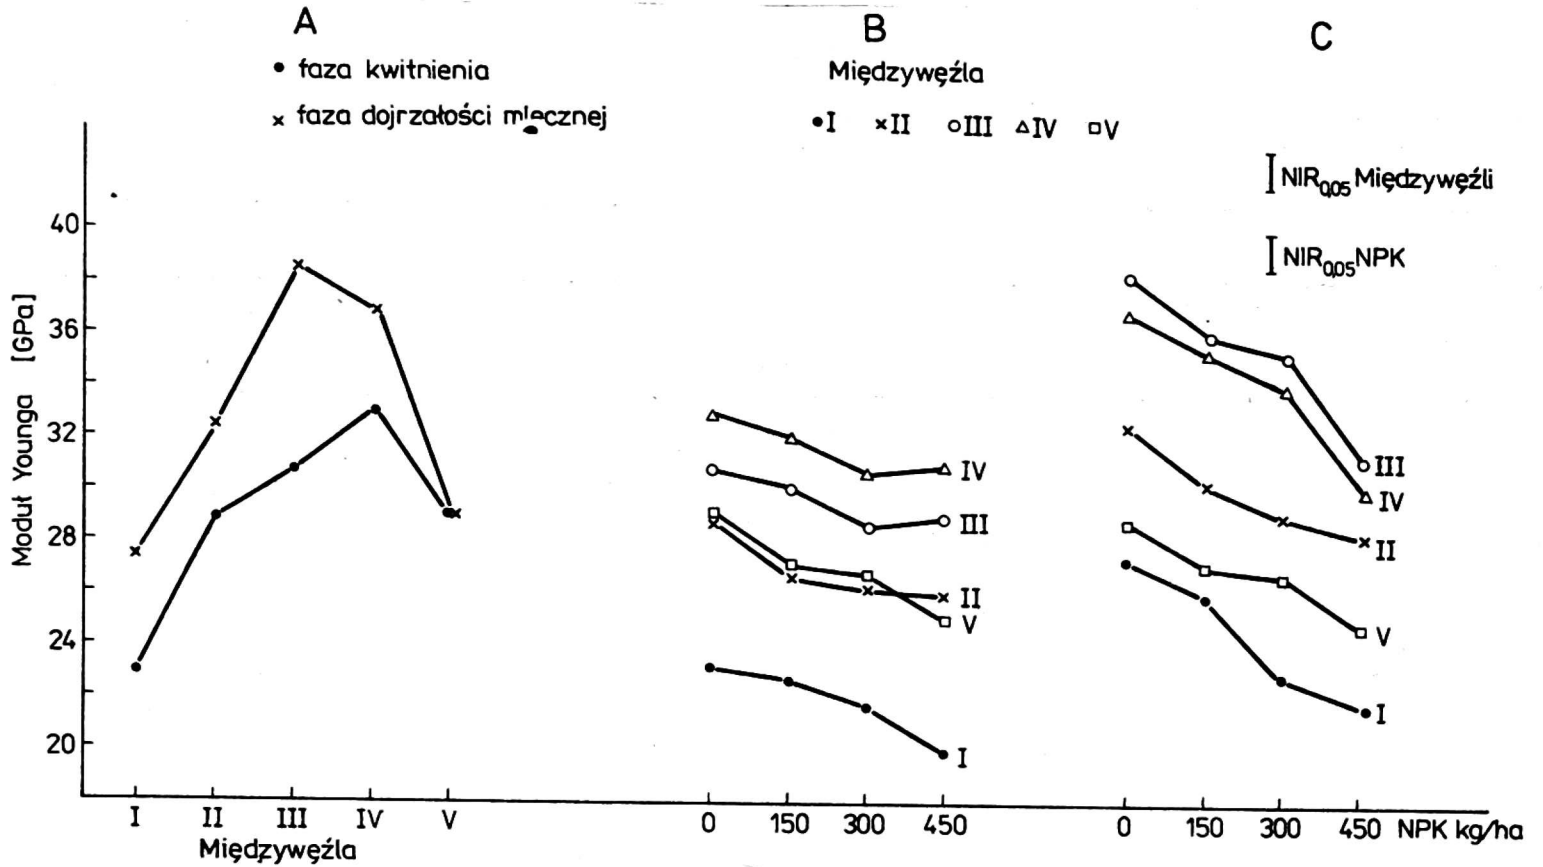 A
• faza kwitnienia
× faza dojrzałości mlecznej
B
Międzywęźla
•I ×II ○III △IV □V
C
NIR0,05 Międzywęźli
NIR0,05 NPK
Moduł Younga [GPa]
40
36
32
28
24
20
I II III IV V
Międzywęźla
IV
III
II
V
I
0 150 300 450
III
IV
II
V
I
0 150 300 450 NPK kg/ha